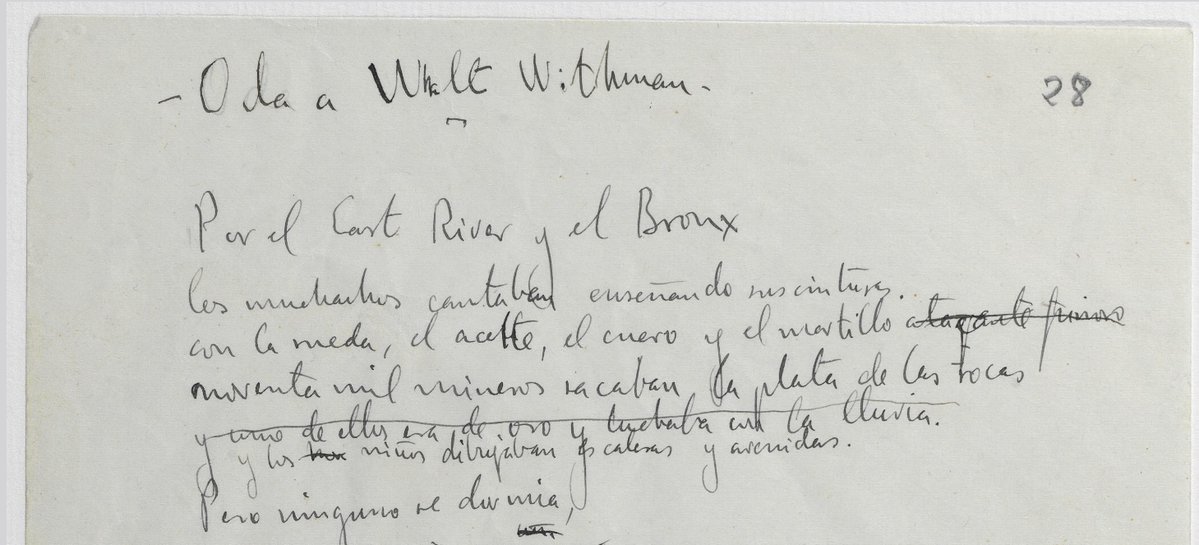 - Oda a Walt Withman -
28
Por el East River y el Bronx
los muchachos cantaban enseñando sus cinturas.
con la rueda, el aceite, el cuero y el martillo
noventa mil mineros sacaban la plata de las rocas
y uno de ellos era de oro y luchaba con la lluvia.
y los niños dibujaban escaleras y avenidas.
Pero ninguno se dormia,